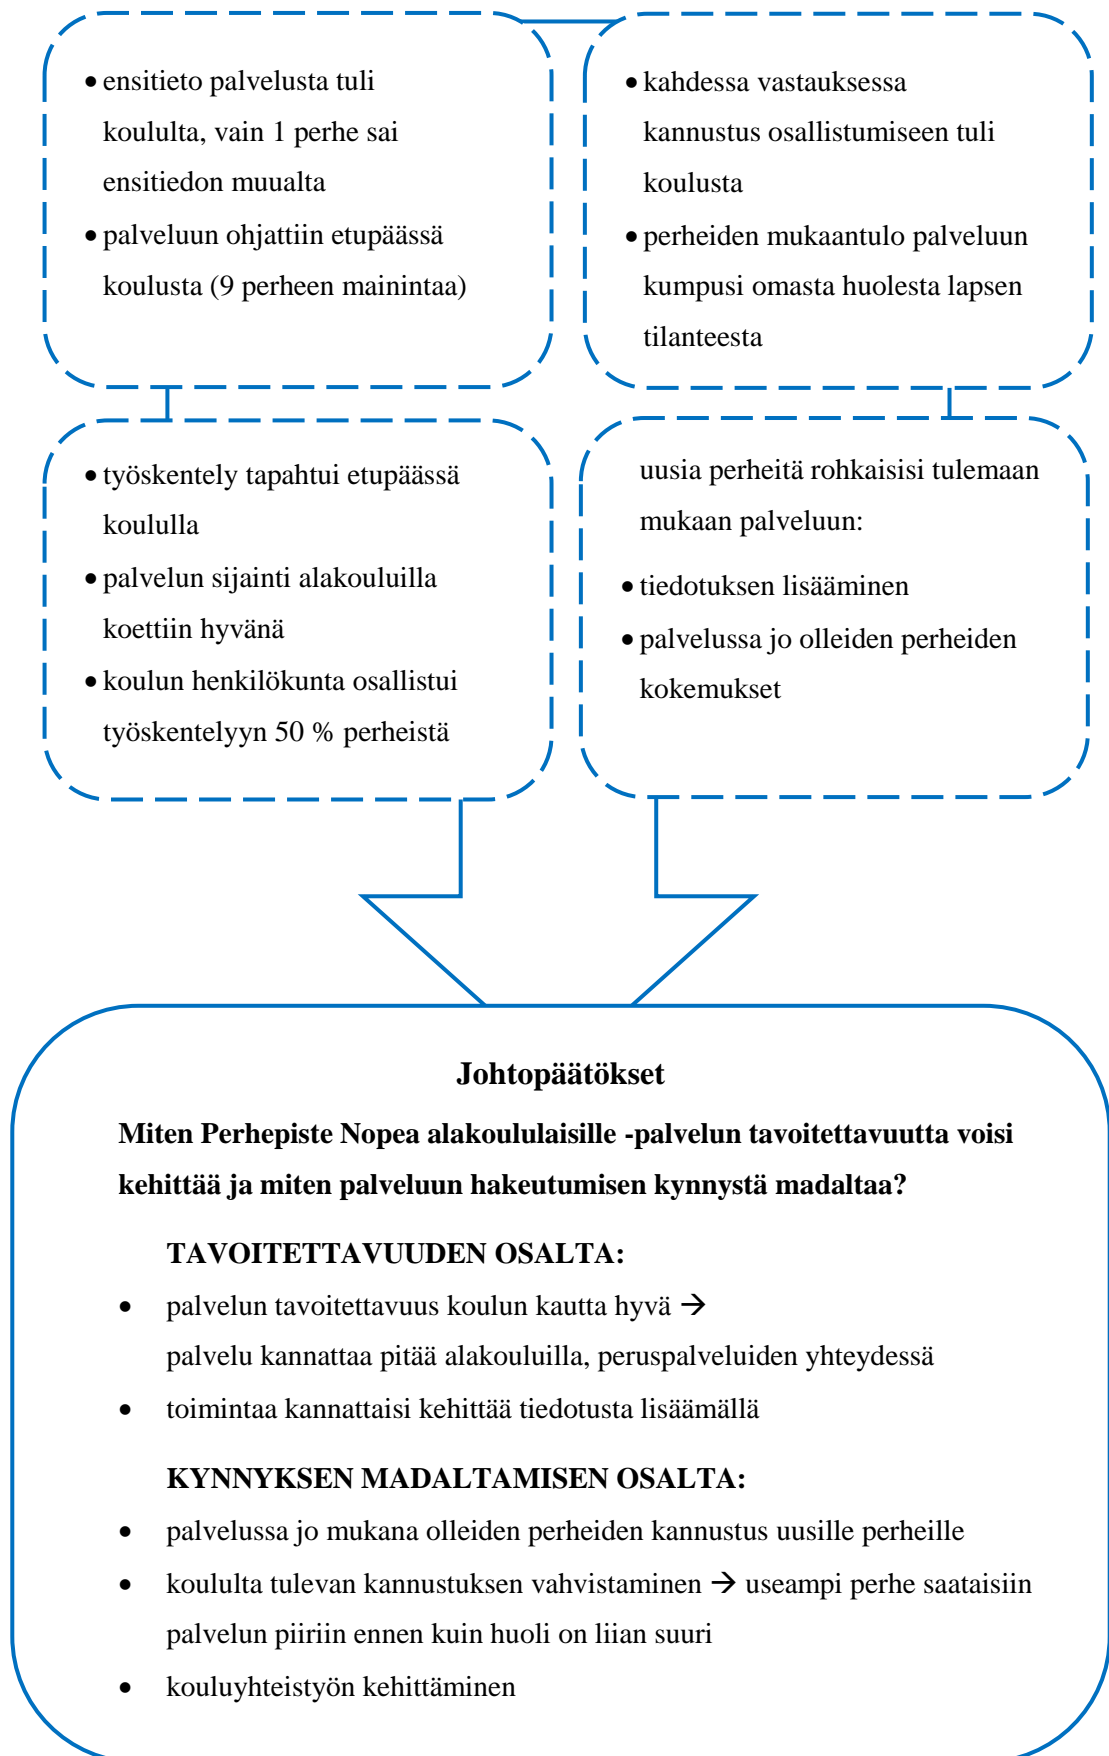 • ensitieto palvelusta tuli
koululta, vain 1 perhe sai
ensitiedon muualta
• palveluun ohjattiin etupäässä
koulusta (9 perheen mainintaa)
• kahdessa vastauksessa
kannustus osallistumiseen tuli
koulusta
• perheiden mukaantulo palveluun
kumpusi omasta huolesta lapsen
tilanteesta
• työskentely tapahtui etupäässä
koululla
• palvelun sijainti alakouluilla
koettiin hyvänä
• koulun henkilökunta osallistui
työskentelyyn 50 % perheistä
uusia perheitä rohkaisisi tulemaan
mukaan palveluun:
• tiedotuksen lisääminen
• palvelussa jo olleiden perheiden
kokemukset
Johtopäätökset
Miten Perhepiste Nopea alakoululaisille -palvelun tavoitettavuutta voisi
kehittää ja miten palveluun hakeutumisen kynnystä madaltaa?
TAVOITETTAVUUDEN OSALTA:
• palvelun tavoitettavuus koulun kautta hyvä →
palvelu kannattaa pitää alakouluilla, peruspalveluiden yhteydessä
• toimintaa kannattaisi kehittää tiedotusta lisäämällä
KYNNYKSEN MADALTAMISEN OSALTA:
• palvelussa jo mukana olleiden perheiden kannustus uusille perheille
• koululta tulevan kannustuksen vahvistaminen → useampi perhe saataisiin
palvelun piiriin ennen kuin huoli on liian suuri
• kouluyhteistyön kehittäminen